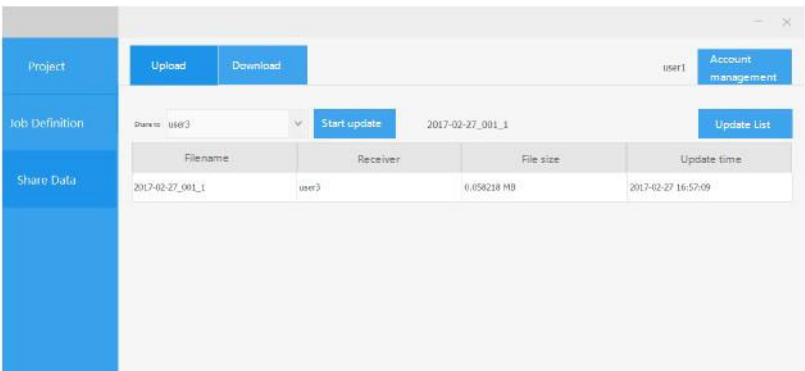 Project
Upload
Download
user1
Account
management
Job Definition
Share to
user3
Start update
2017-02-27_001_1
Update List
Filename
Receiver
File size
Update time
2017-02-27_001_1
user3
0.058218 MB
2017-02-27 16:57:09
Share Data